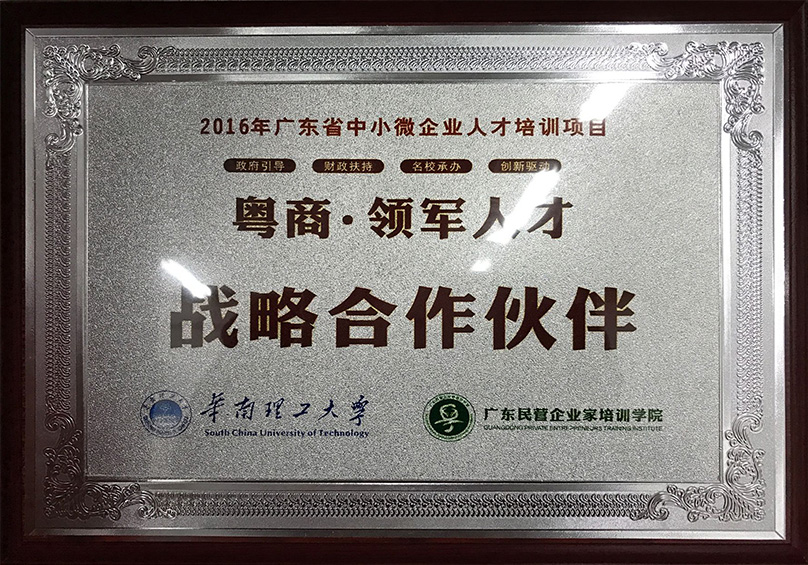 2016年广东省中小微企业人才培训项目
政府引导 财政扶持 名校承办 创新驱动
粤商·领军人才
战略合作伙伴
華南理工大學
South China University of Technology
粤
广东民营企业家培训学院
GUANGDONG PRIVATE ENTREPRENEURS TRAINING INSTITUTE